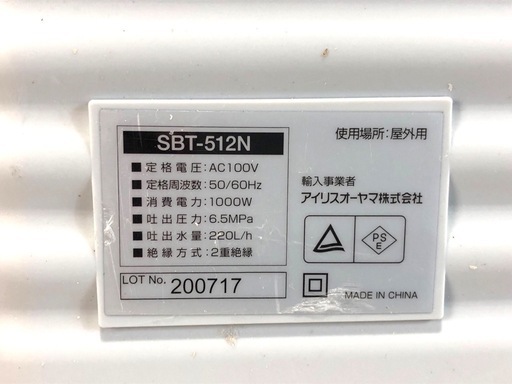 SBT-512N
■定格電圧:AC100V
■定格周波数:50/60Hz
■消費電力:1000W
■吐出圧力:6.5MPa
■吐出水量:220L/h
■絶縁方式:2重絶縁
LOT No. 200717
使用場所:屋外用
輸入事業者
アイリスオーヤマ株式会社
PS
E
MADE IN CHINA